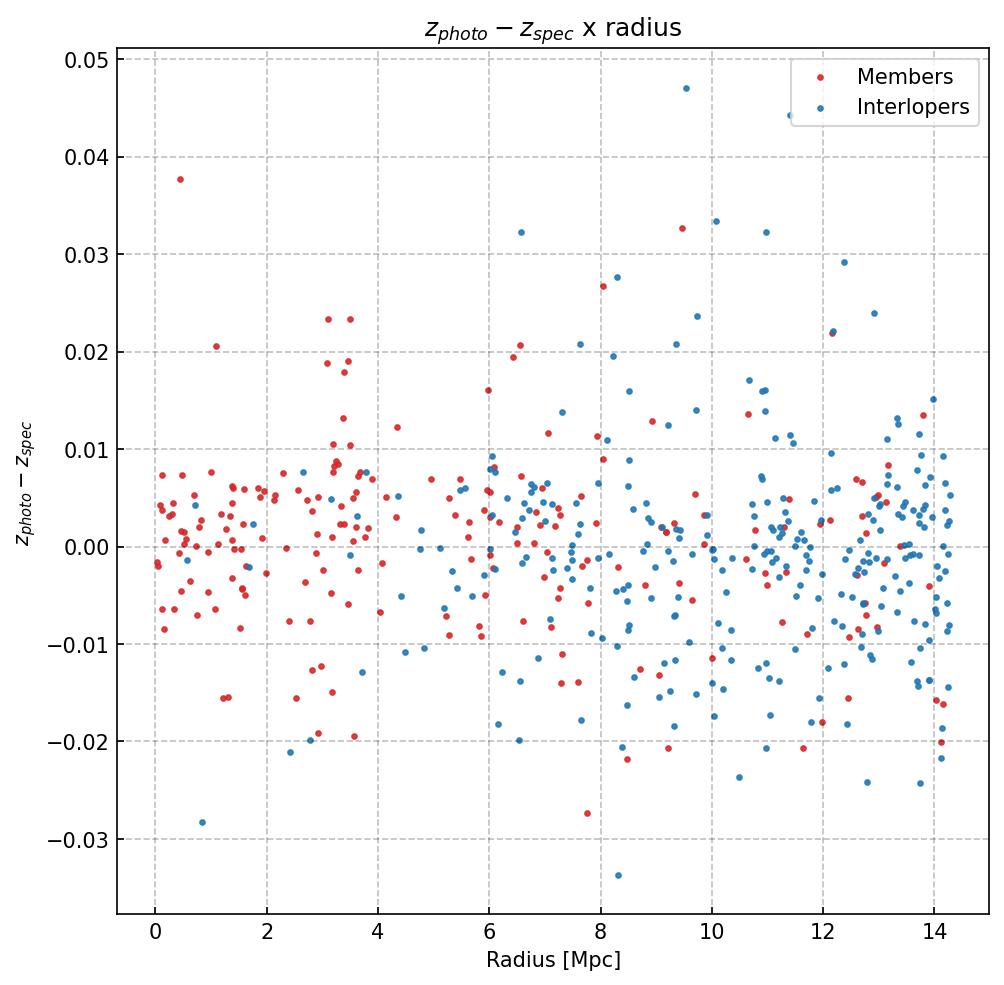 z_photo − z_spec x radius
Members
Interlopers
0.05
0.04
0.03
0.02
0.01
0.00
−0.01
−0.02
−0.03
z_photo − z_spec
0 2 4 6 8 10 12 14
Radius [Mpc]